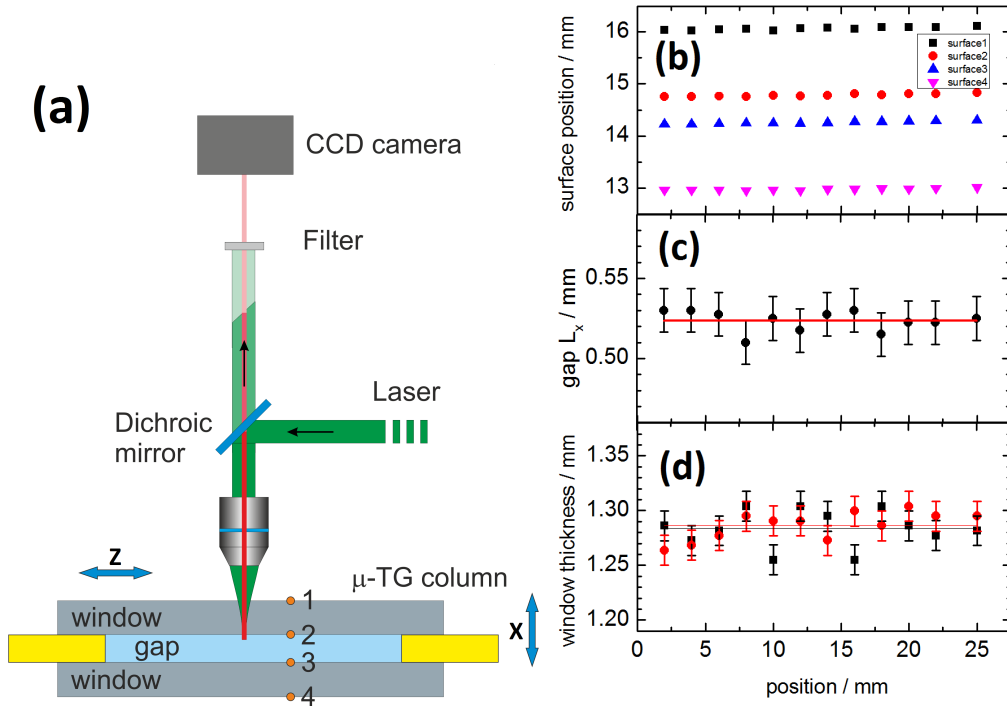 (a)
CCD camera
Filter
Laser
Dichroic
mirror
Z
μ-TG column
X
window
1
gap
2
3
window
4
(b)
surface position / mm
16
15
14
13
surface1
surface2
surface3
surface4
(c)
gap Lₓ / mm
0.55
0.50
(d)
window thickness / mm
1.35
1.30
1.25
1.20
0 5 10 15 20 25
position / mm